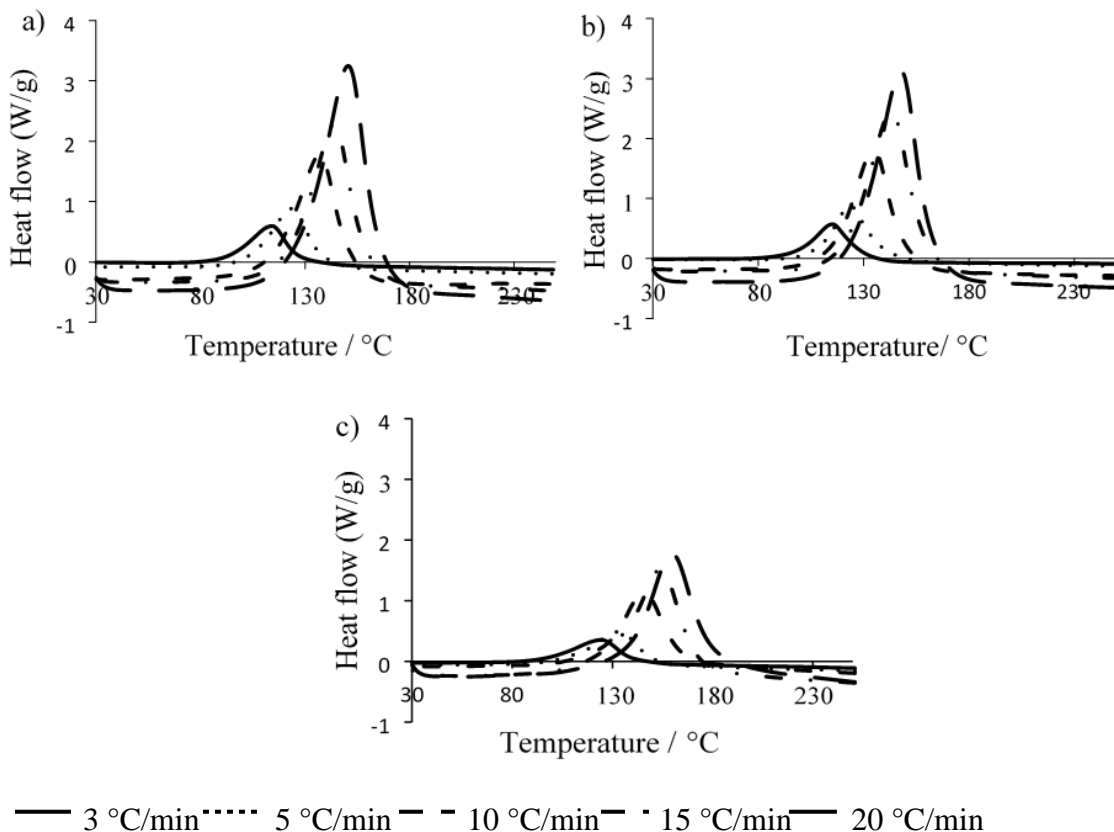 a)
4
3
2
1
0
-1
Heat flow (W/g)
30 80 130 180 230
Temperature / °C
b)
4
3
2
1
0
-1
Heat flow (W/g)
30 80 130 180 230
Temperature/ °C
c)
4
3
2
1
0
-1
Heat flow (W/g)
30 80 130 180 230
Temperature / °C
3 °C/min 5 °C/min 10 °C/min 15 °C/min 20 °C/min